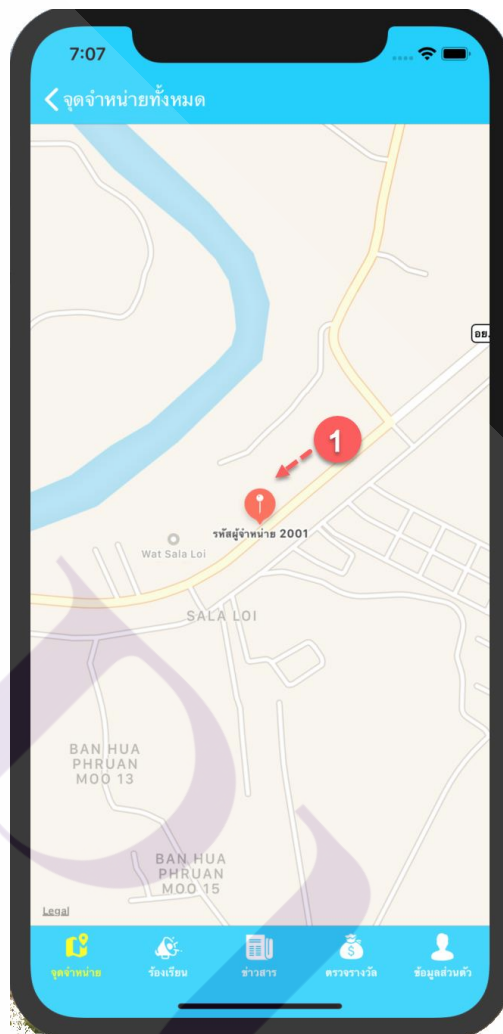 7:07
จุดจำหน่ายทั้งหมด
อย.
1
รหัสผู้จำหน่าย 2001
Wat Sala Loi
SALA LOI
BAN HUA
PHRUAN
MOO 13
BAN HUA
PHRUAN
MOO 15
Legal
จุดจำหน่าย
ร้องเรียน
ข่าวสาร
ตรวจรางวัล
ข้อมูลส่วนตัว